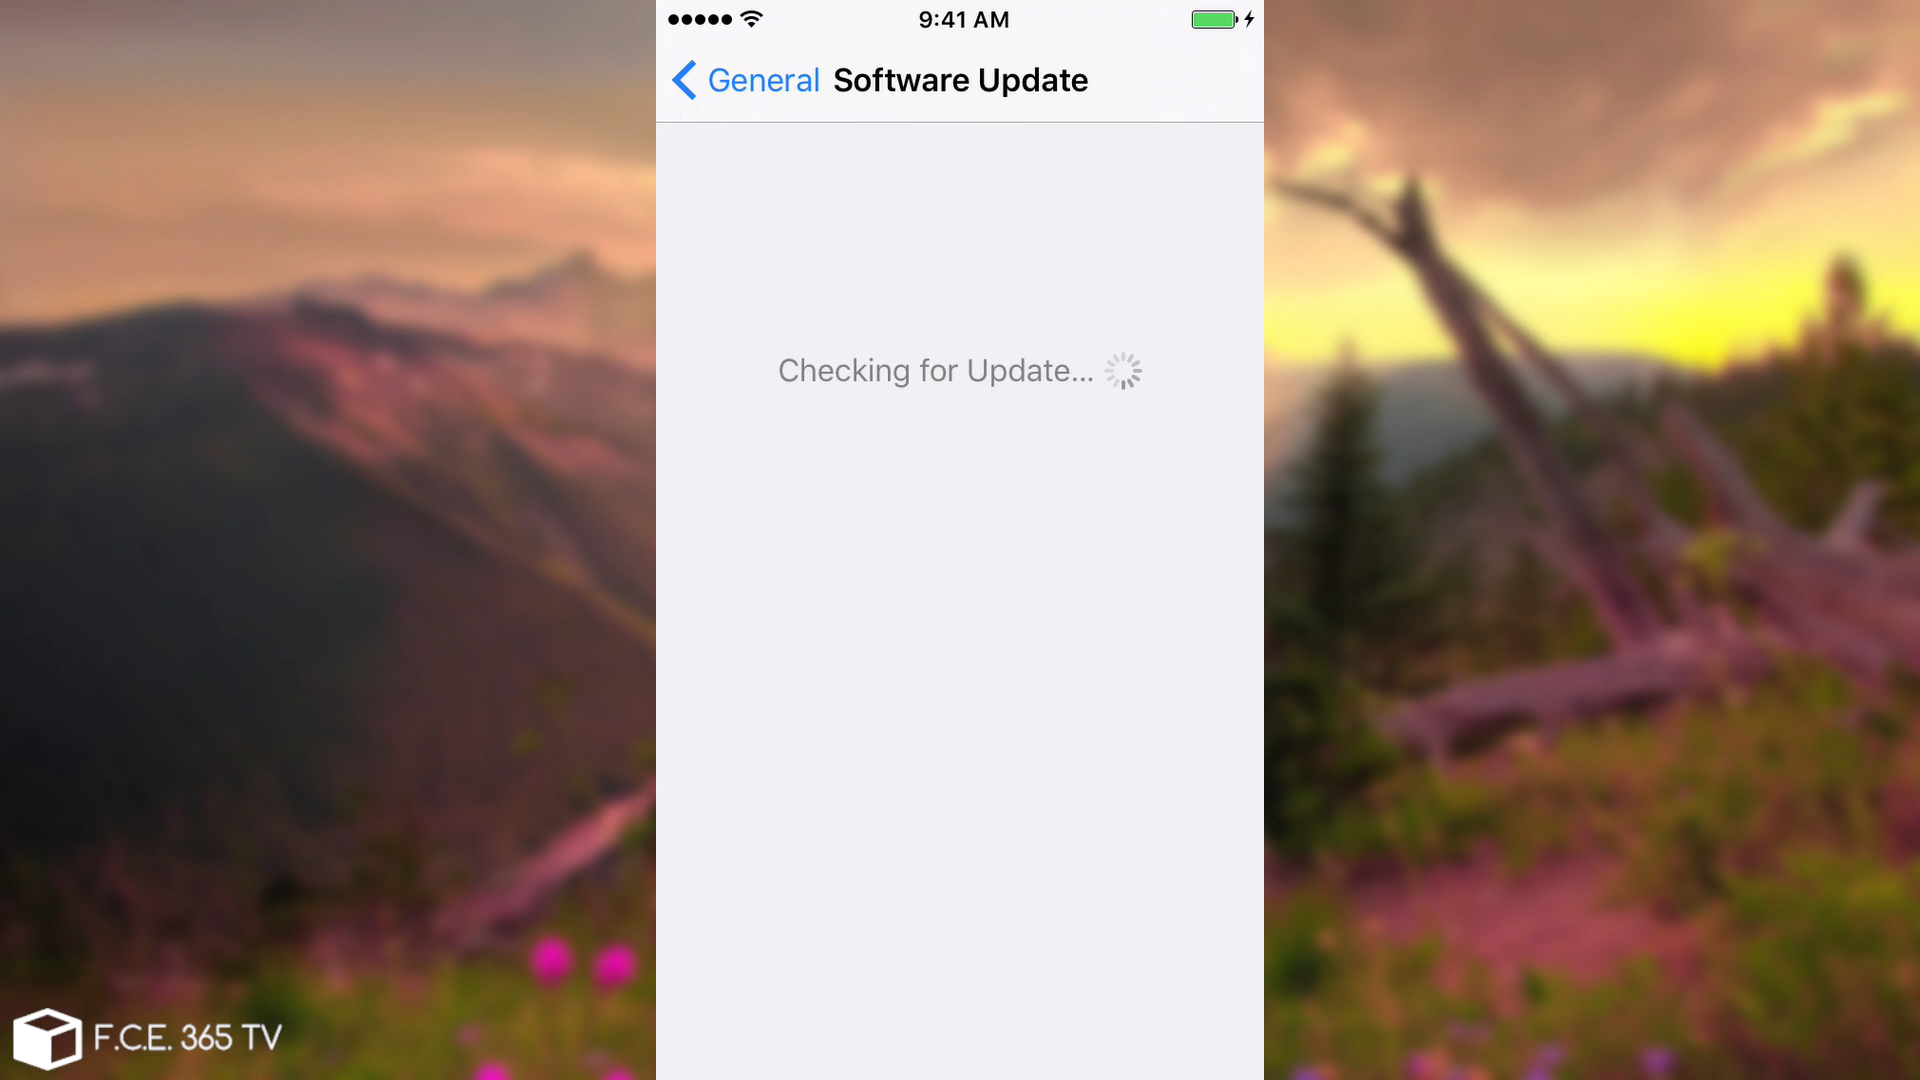 9:41 AM
General Software Update
Checking for Update...
F.C.E. 365 TV